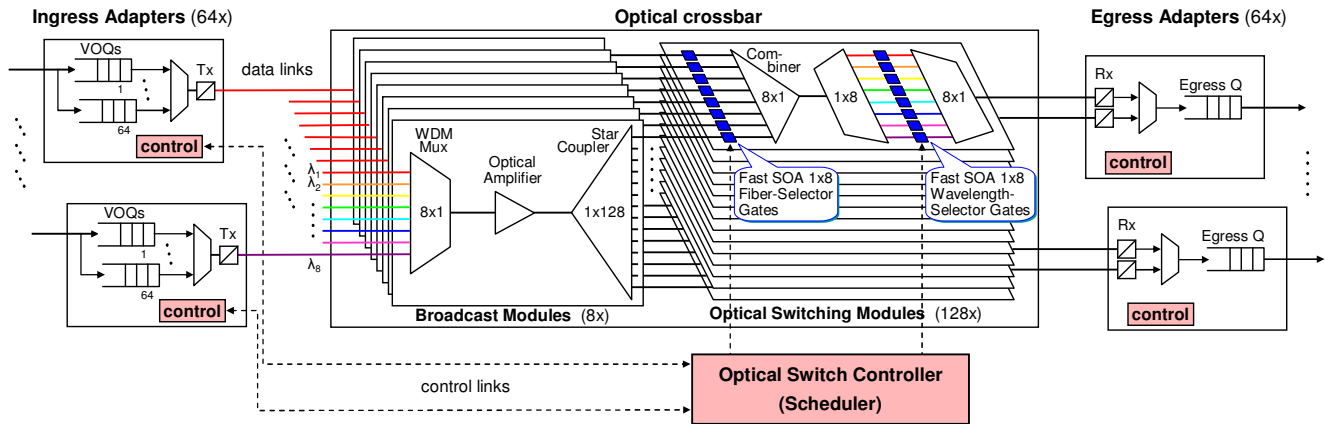 Ingress Adapters (64x)
Optical crossbar
Egress Adapters (64x)
VOQs
1
64
Tx
control
data links
VOQs
1
64
Tx
control
λ1
λ2
λ8
WDM
Mux
8x1
Optical
Amplifier
Star
Coupler
1x128
Broadcast Modules (8x)
Com-
biner
8x1
1x8
8x1
Fast SOA 1x8
Fiber-Selector
Gates
Fast SOA 1x8
Wavelength-
Selector Gates
Optical Switching Modules (128x)
Rx
Egress Q
control
Rx
Egress Q
control
control links
Optical Switch Controller
(Scheduler)